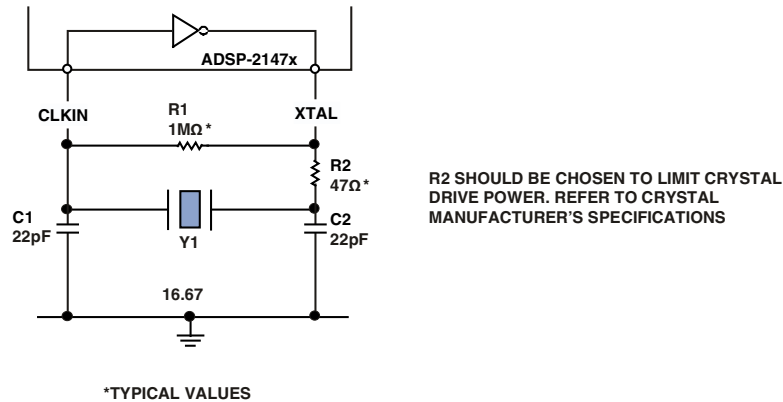 ADSP-2147x
CLKIN
XTAL
R1
1MΩ*
R2
47Ω*
C1
22pF
Y1
C2
22pF
R2 SHOULD BE CHOSEN TO LIMIT CRYSTAL
DRIVE POWER. REFER TO CRYSTAL
MANUFACTURER'S SPECIFICATIONS
16.67
*TYPICAL VALUES